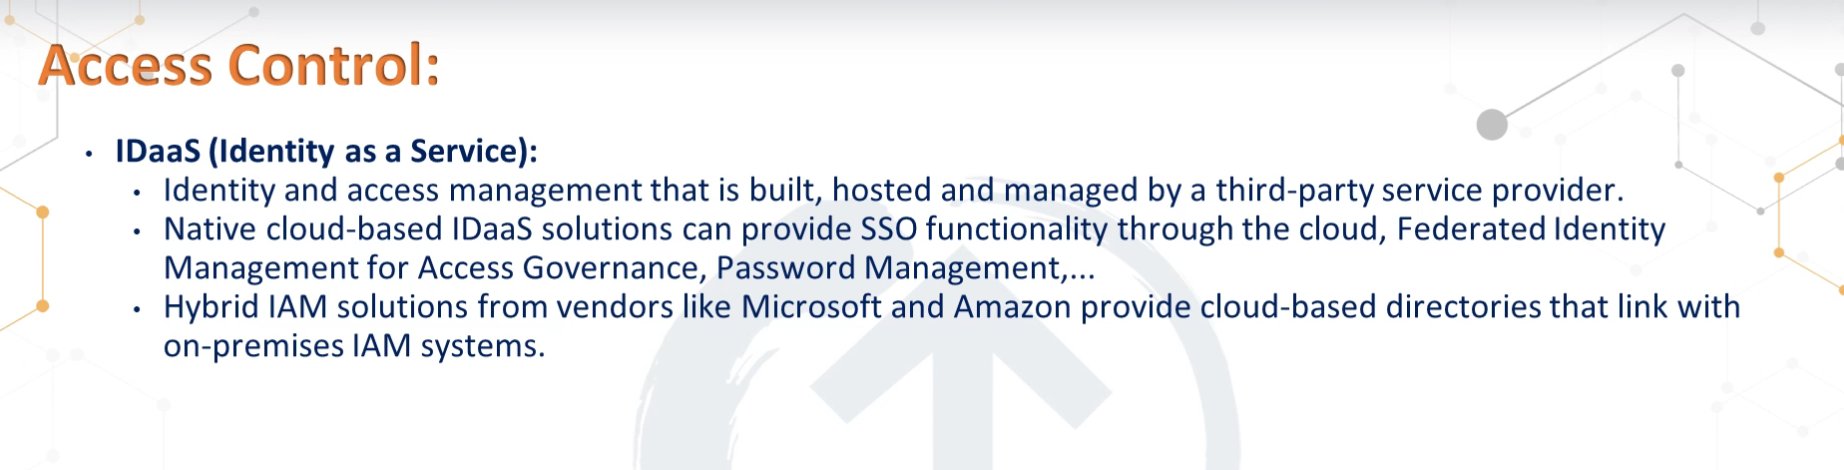 Access Control:
• IDaaS (Identity as a Service):
• Identity and access management that is built, hosted and managed by a third-party service provider.
• Native cloud-based IDaaS solutions can provide SSO functionality through the cloud, Federated Identity
Management for Access Governance, Password Management,...
• Hybrid IAM solutions from vendors like Microsoft and Amazon provide cloud-based directories that link with
on-premises IAM systems.